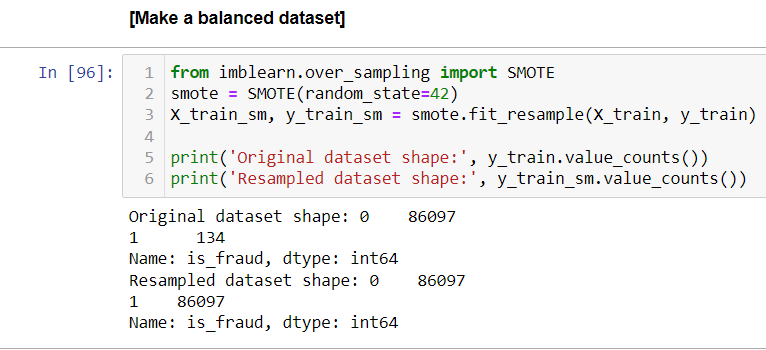 [Make a balanced dataset]
In [96]:
1 from imblearn.over_sampling import SMOTE
2 smote = SMOTE(random_state=42)
3 X_train_sm, y_train_sm = smote.fit_resample(X_train, y_train)
4
5 print('Original dataset shape:', y_train.value_counts())
6 print('Resampled dataset shape:', y_train_sm.value_counts())
Original dataset shape: 0    86097
1      134
Name: is_fraud, dtype: int64
Resampled dataset shape: 0    86097
1    86097
Name: is_fraud, dtype: int64